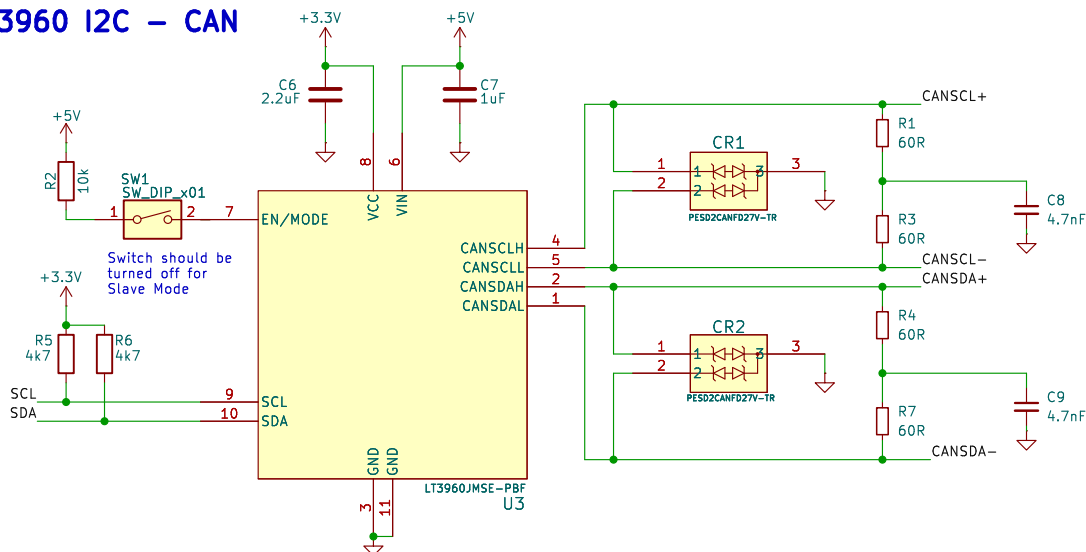 3960 I2C - CAN
+3.3V
+5V
C6
2.2uF
C7
1uF
CANSCL+
+5V
R1
60R
CR1
8
6
1
1
3
3
R2
10k
SW1
SW_DIP_x01
2
2
VCC
VIN
C8
4.7nF
1
2
7
EN/MODE
PESD2CANFD27V-TR
R3
60R
CANSCLH
4
Switch should be
turned off for
Slave Mode
CANSCLL
5
CANSCL-
+3.3V
CANSDAH
2
CANSDA+
CANSDAL
1
R4
60R
CR2
R5
4k7
R6
4k7
1
1
3
3
2
2
SCL
9
SCL
PESD2CANFD27V-TR
C9
4.7nF
SDA
10
SDA
R7
60R
CANSDA-
GND
GND
LT3960JMSE-PBF
U3
3
11